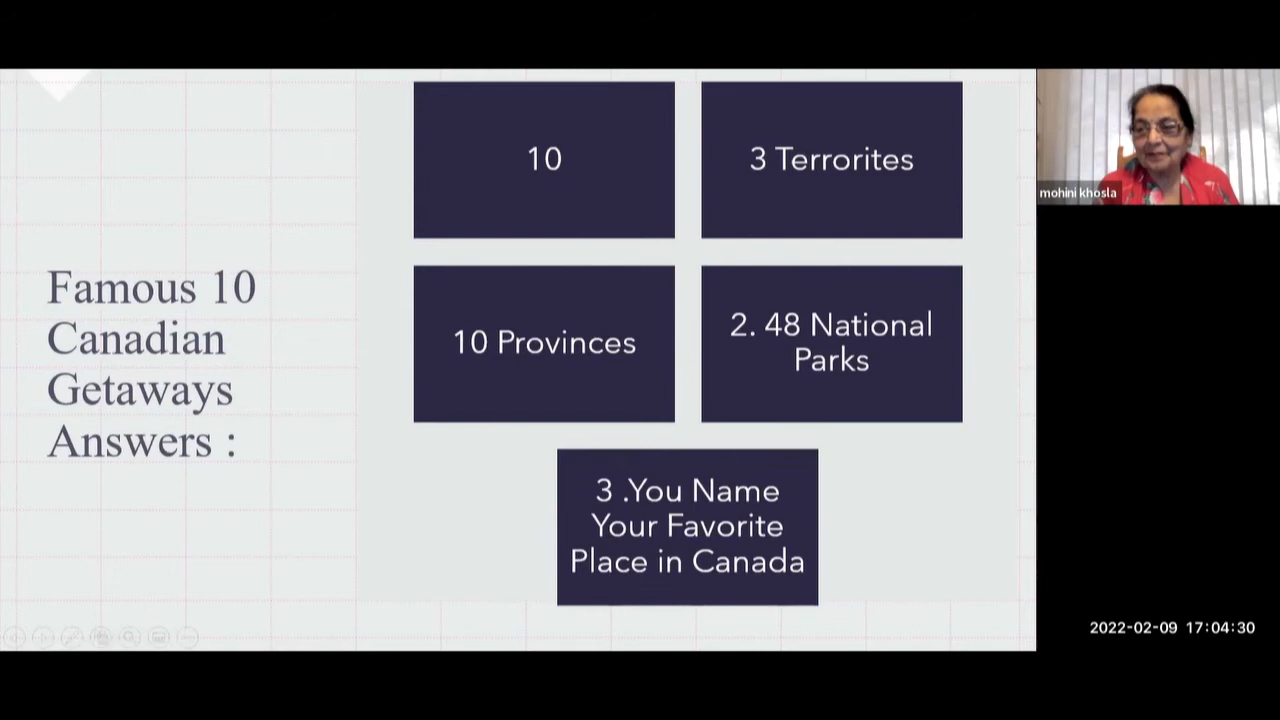 Famous 10
Canadian
Getaways
Answers :
10
3 Terrorites
10 Provinces
2. 48 National
Parks
3 .You Name
Your Favorite
Place in Canada
mohini khosla
2022-02-09 17:04:30